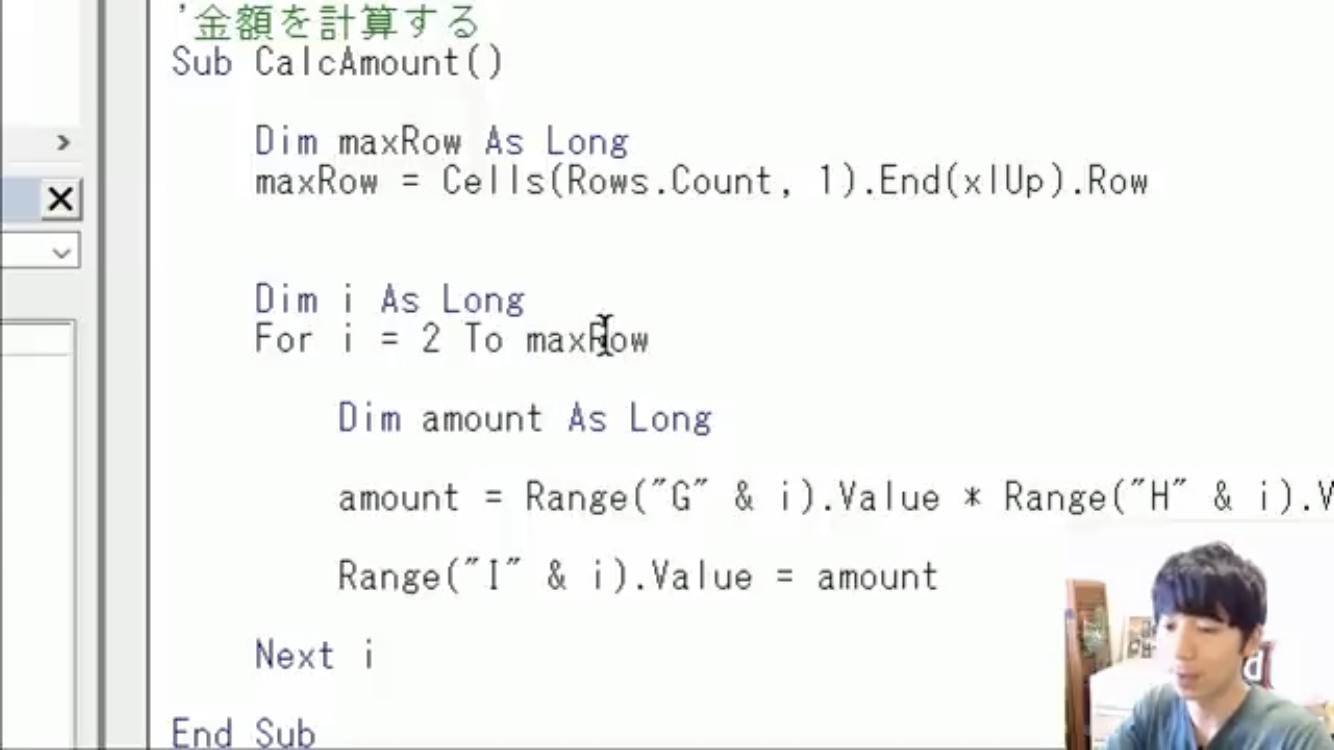 '金額を計算する
Sub CalcAmount()
Dim maxRow As Long
maxRow = Cells(Rows.Count, 1).End(xlUp).Row
Dim i As Long
For i = 2 To maxRow
Dim amount As Long
amount = Range("G" & i).Value * Range("H" & i).V
Range("I" & i).Value = amount
Next i
End Sub